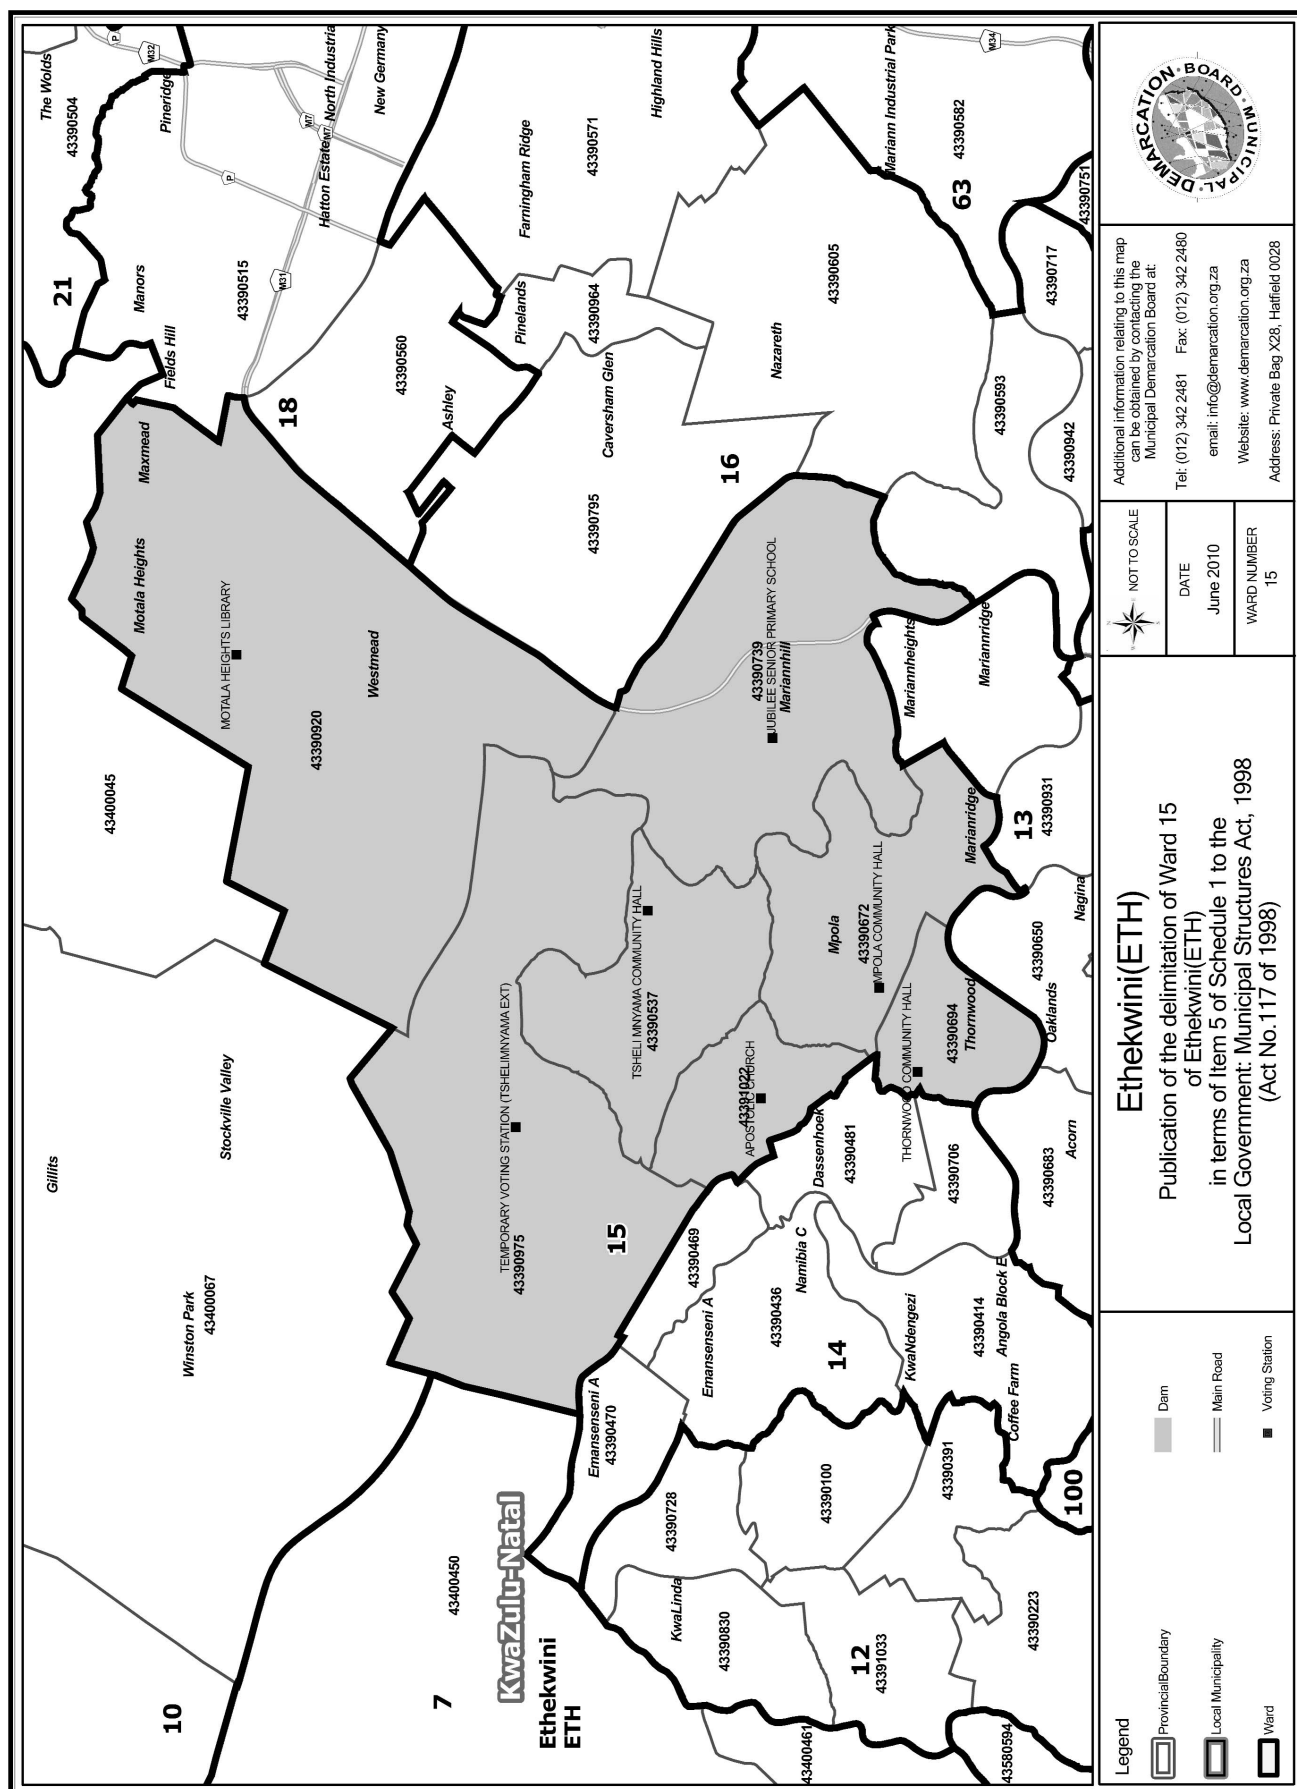 The Wolds
43390504
P
M32
Pineridge
North Industria
New Germany
M7
M7
P
Hatton Estate
Highland Hills
Mariann Industrial Park
M34
43390582
63
43390751
21
Manors
43390515
M31
Fields Hill
Farningham Ridge
43390571
43390605
43390717
18
43390560
Ashley
Pinelands
43390964
Caversham Glen
Nazareth
43390593
43390942
Maxmead
Motala Heights
MOTALA HEIGHTS LIBRARY
43390795
16
Westmead
43390920
JUBILEE SENIOR PRIMARY SCHOOL
43390739
Mariannhill
Mariannheights
Mariannridge
43400045
13
43390931
Marianridge
Nagina
MPOLA COMMUNITY HALL
43390672
Mpola
TSHELI MNYAMA COMMUNITY HALL
43390537
43390650
Oaklands
TEMPORARY VOTING STATION (TSHELIMNYAMA EXT)
43390975
APOSTOLIC CHURCH
43391022
THORNWOOD COMMUNITY HALL
43390694
Thornwood
Gillits
Stockville Valley
Winston Park
43400067
15
Dassenhoek
43390481
43390706
43390683
Acorn
43390469
Emansenseni A
43390436
Namibia C
14
KwaNdengezi
43390414
Angola Block E
Coffee Farm
Emansenseni A
43390470
43390100
43390391
100
43390728
KwaLinda
43390830
12
43391033
43390223
43400461
43580594
43400450
KwaZulu-Natal
Ethekwini
ETH
7
10
Legend
ProvincialBoundary
Local Municipality
Ward
Dam
Main Road
Voting Station
Ethekwini(ETH)
Publication of the delimitation of Ward 15
of Ethekwini(ETH)
in terms of Item 5 of Schedule 1 to the
Local Government: Municipal Structures Act, 1998
(Act No.117 of 1998)
NOT TO SCALE
DATE
June 2010
WARD NUMBER
15
Additional information relating to this map
can be obtained by contacting the
Municipal Demarcation Board at:
Tel: (012) 342 2481 Fax: (012) 342 2480
email: info@demarcation.org.za
Website: www.demarcation.org.za
Address: Private Bag X28, Hatfield 0028
MUNICIPAL DEMARCATION BOARD